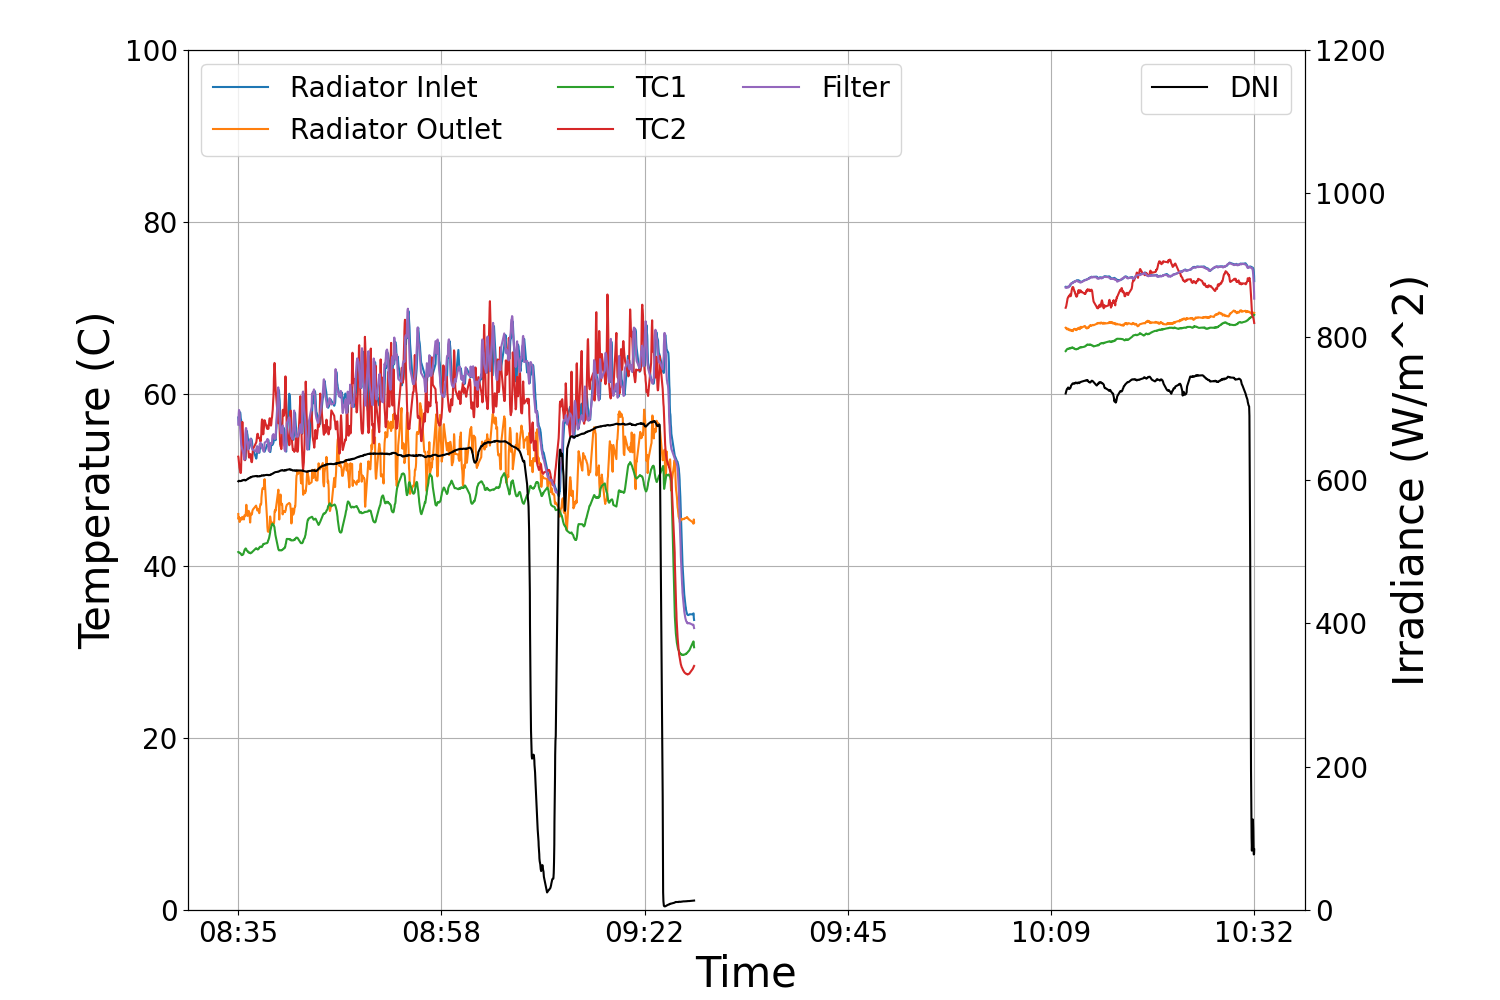 100
80
60
40
20
0
Temperature (C)
Radiator Inlet
Radiator Outlet
TC1
TC2
Filter
DNI
1200
1000
800
600
400
200
0
Irradiance (W/m^2)
08:35 08:58 09:22 09:45 10:09 10:32
Time